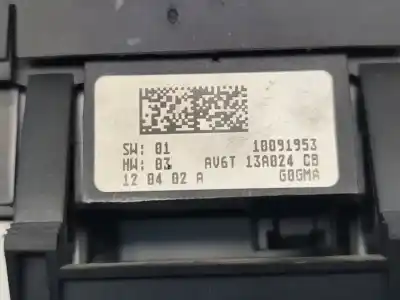 SW: 01 10091953
HW: 03 AV6T 13A024 CB
12 04 02 A G0GMA